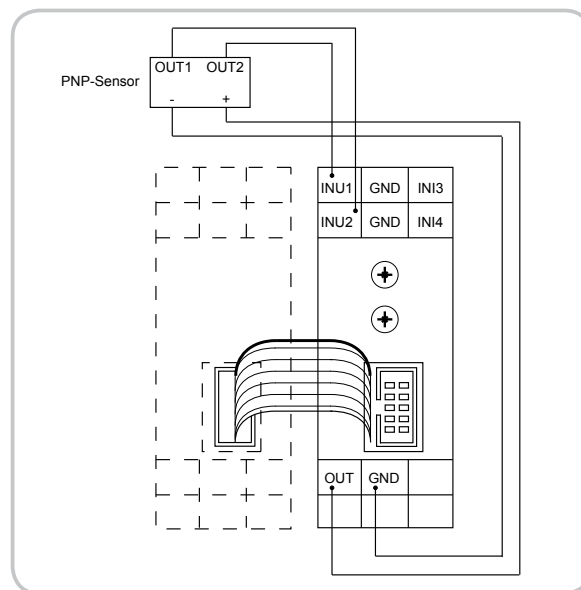 OUT1 OUT2
PNP-Sensor
- +
INU1 GND INI3
INU2 GND INI4
OUT GND